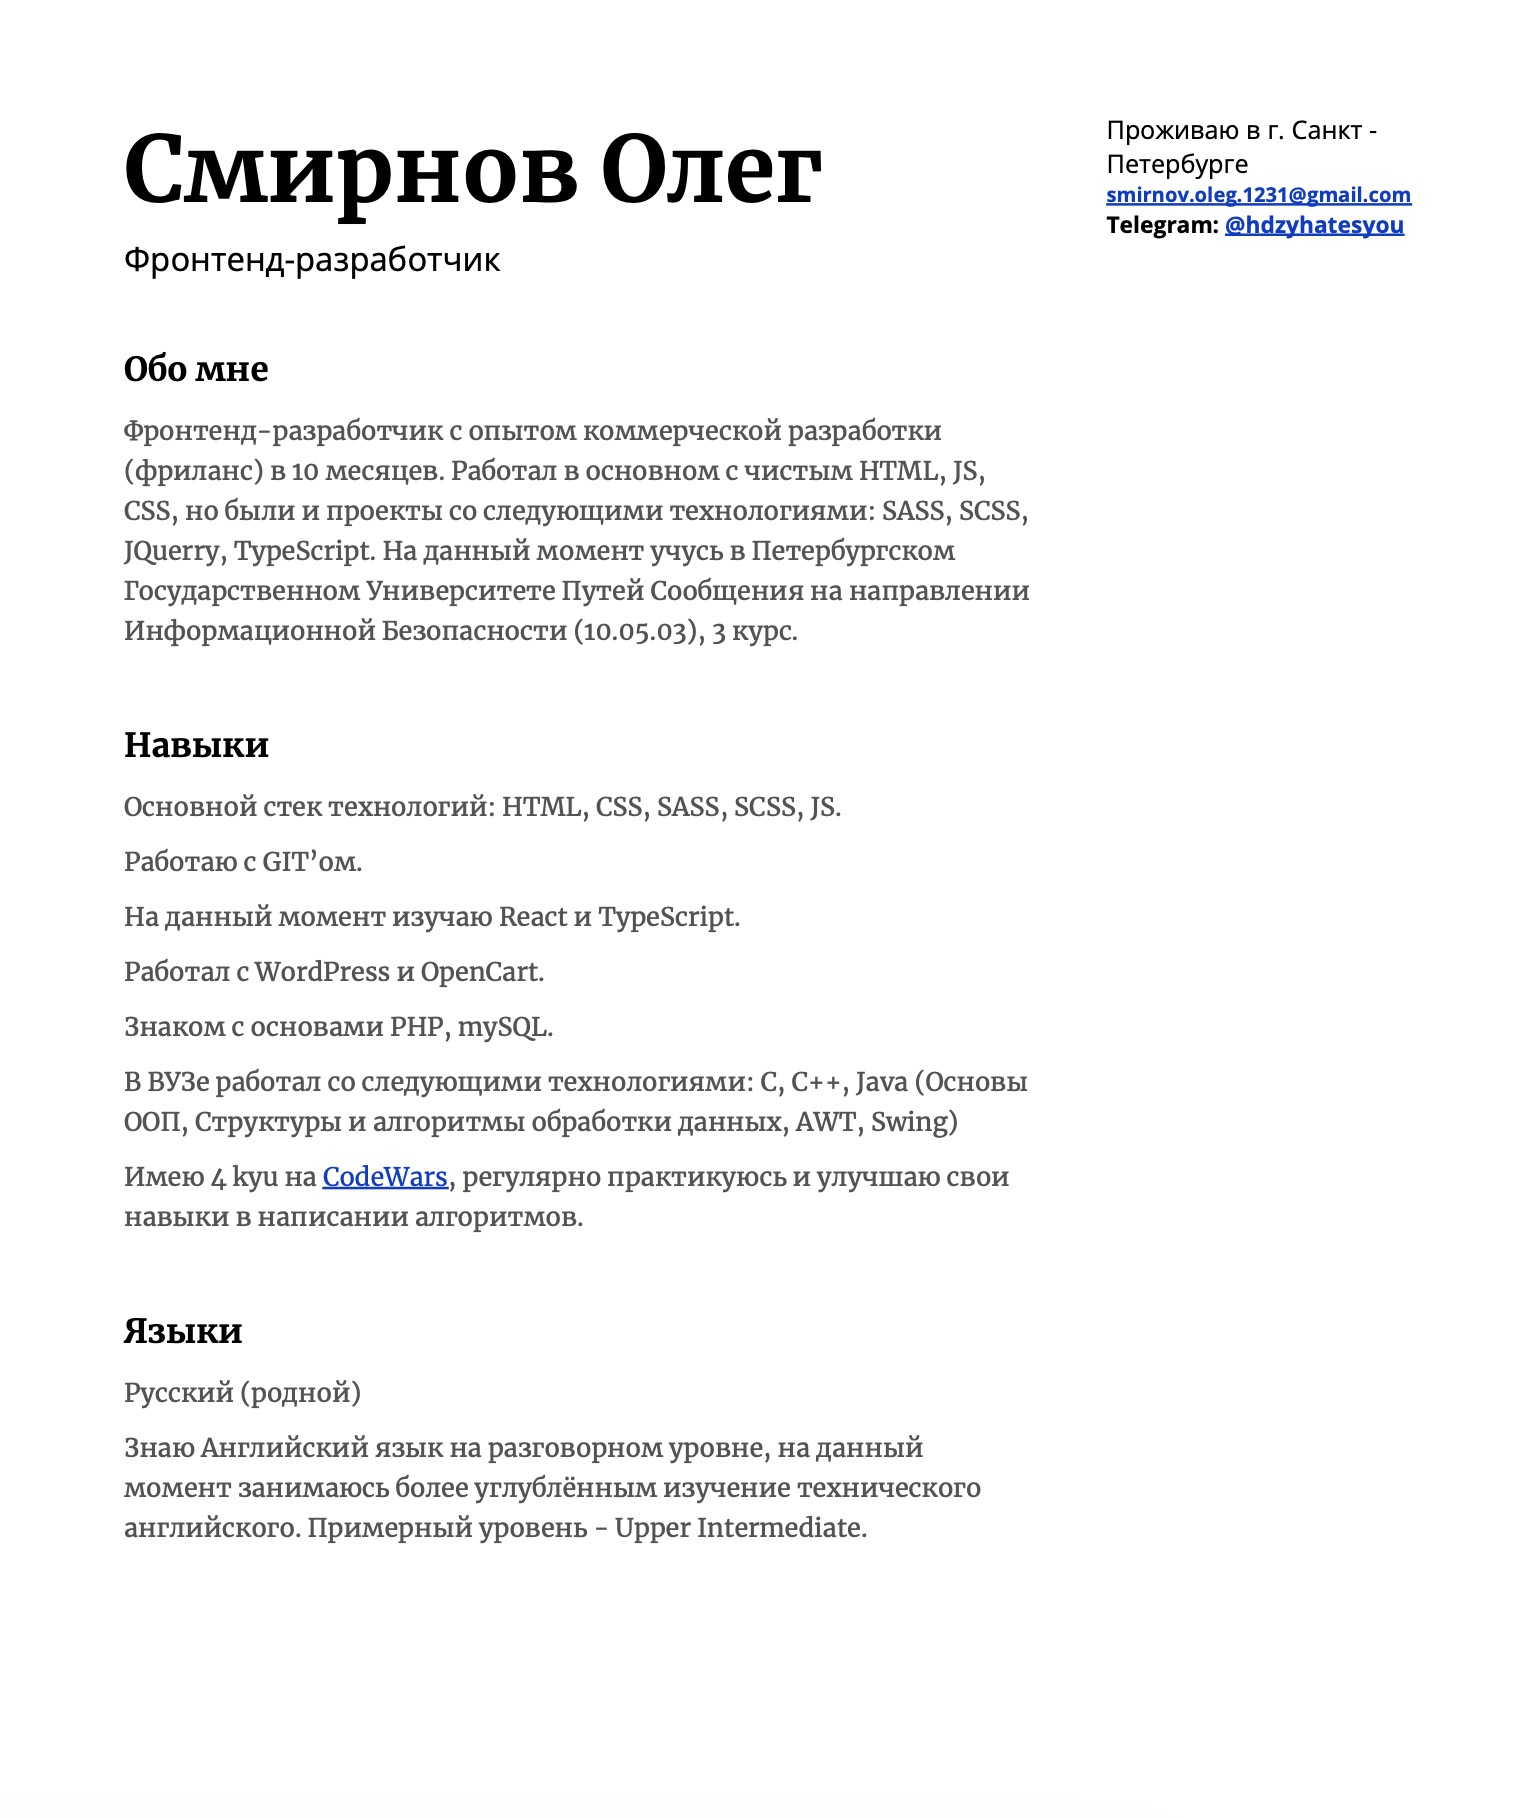 Смирнов Олег
Фронтенд-разработчик
Проживаю в г. Санкт -
Петербурге
smirnov.oleg.1231@gmail.com
Telegram: @hdzyhatesyou
Обо мне
Фронтенд-разработчик с опытом коммерческой разработки
(фриланс) в 10 месяцев. Работал в основном с чистым HTML, JS,
CSS, но были и проекты со следующими технологиями: SASS, SCSS,
JQuerry, TypeScript. На данный момент учусь в Петербургском
Государственном Университете Путей Сообщения на направлении
Информационной Безопасности (10.05.03), 3 курс.
Навыки
Основной стек технологий: HTML, CSS, SASS, SCSS, JS.
Работаю с GIT’ом.
На данный момент изучаю React и TypeScript.
Работал с WordPress и OpenCart.
Знаком с основами PHP, mySQL.
В ВУЗе работал со следующими технологиями: C, C++, Java (Основы
ООП, Структуры и алгоритмы обработки данных, AWT, Swing)
Имею 4 kyu на CodeWars, регулярно практикуюсь и улучшаю свои
навыки в написании алгоритмов.
Языки
Русский (родной)
Знаю Английский язык на разговорном уровне, на данный
момент занимаюсь более углублённым изучение технического
английского. Примерный уровень - Upper Intermediate.